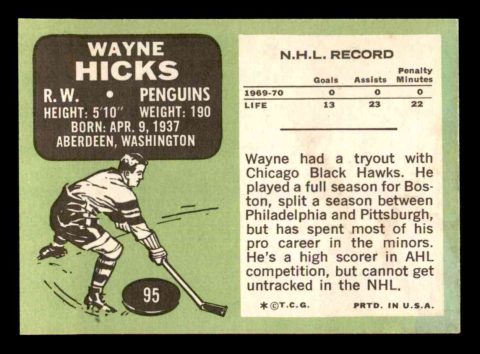 WAYNE
HICKS
R.W. • PENGUINS
HEIGHT: 5'10" WEIGHT: 190
BORN: APR. 9, 1937
ABERDEEN, WASHINGTON
95
N.H.L. RECORD
Goals Assists Penalty Minutes
1969-70 0 0 0
LIFE 13 23 22
Wayne had a tryout with
Chicago Black Hawks. He
played a full season for Bos-
ton, split a season between
Philadelphia and Pittsburgh,
but has spent most of his
pro career in the minors.
He's a high scorer in AHL
competition, but cannot get
untracked in the NHL.
*©T.C.G. PRTD. IN U.S.A.